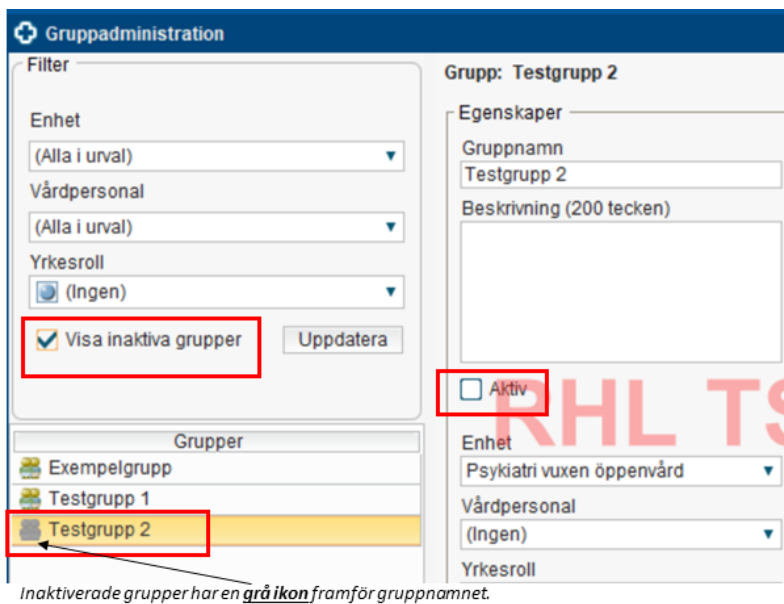 Gruppadministration
Filter
Enhet
(Alla i urval)
Vårdpersonal
(Alla i urval)
Yrkesroll
(Ingen)
Visa inaktiva grupper
Uppdatera
Grupper
Exempelgrupp
Testgrupp 1
Testgrupp 2
Grupp: Testgrupp 2
Egenskaper
Gruppnamn
Testgrupp 2
Beskrivning (200 tecken)
Aktiv
RHL TS
Enhet
Psykiatri vuxen öppenvård
Vårdpersonal
(Ingen)
Yrkesroll
Inaktiverade grupper har en grå ikon framför gruppnamnet.